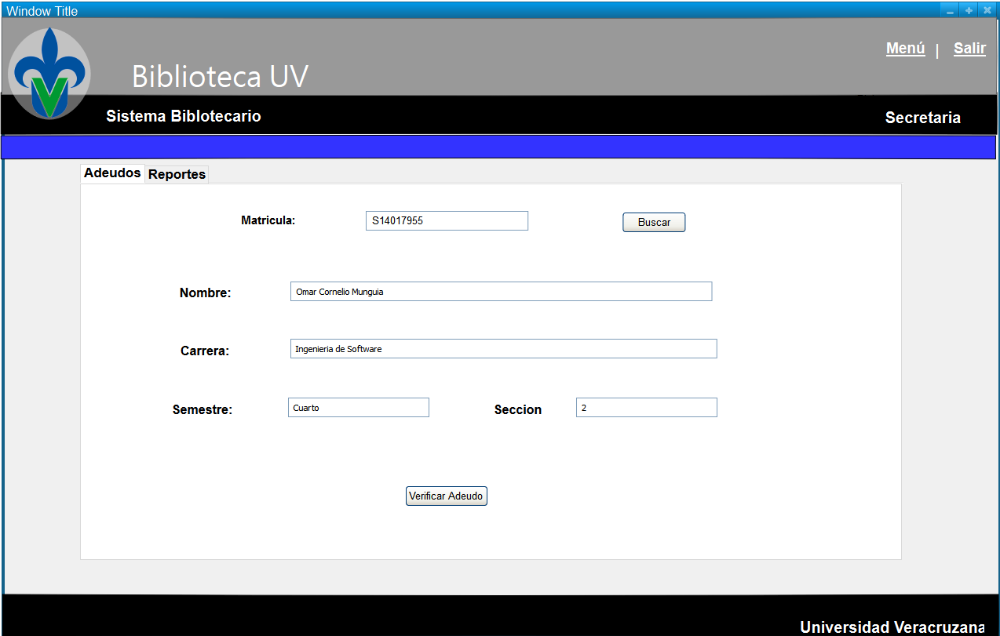 Window Title
Menú | Salir
Biblioteca UV
Sistema Biblotecario
Secretaria
Adeudos Reportes
Matricula: S14017955 Buscar
Nombre: Omar Cornelio Munguia
Carrera: Ingenieria de Software
Semestre: Cuarto Seccion 2
Verificar Adeudo
Universidad Veracruzana